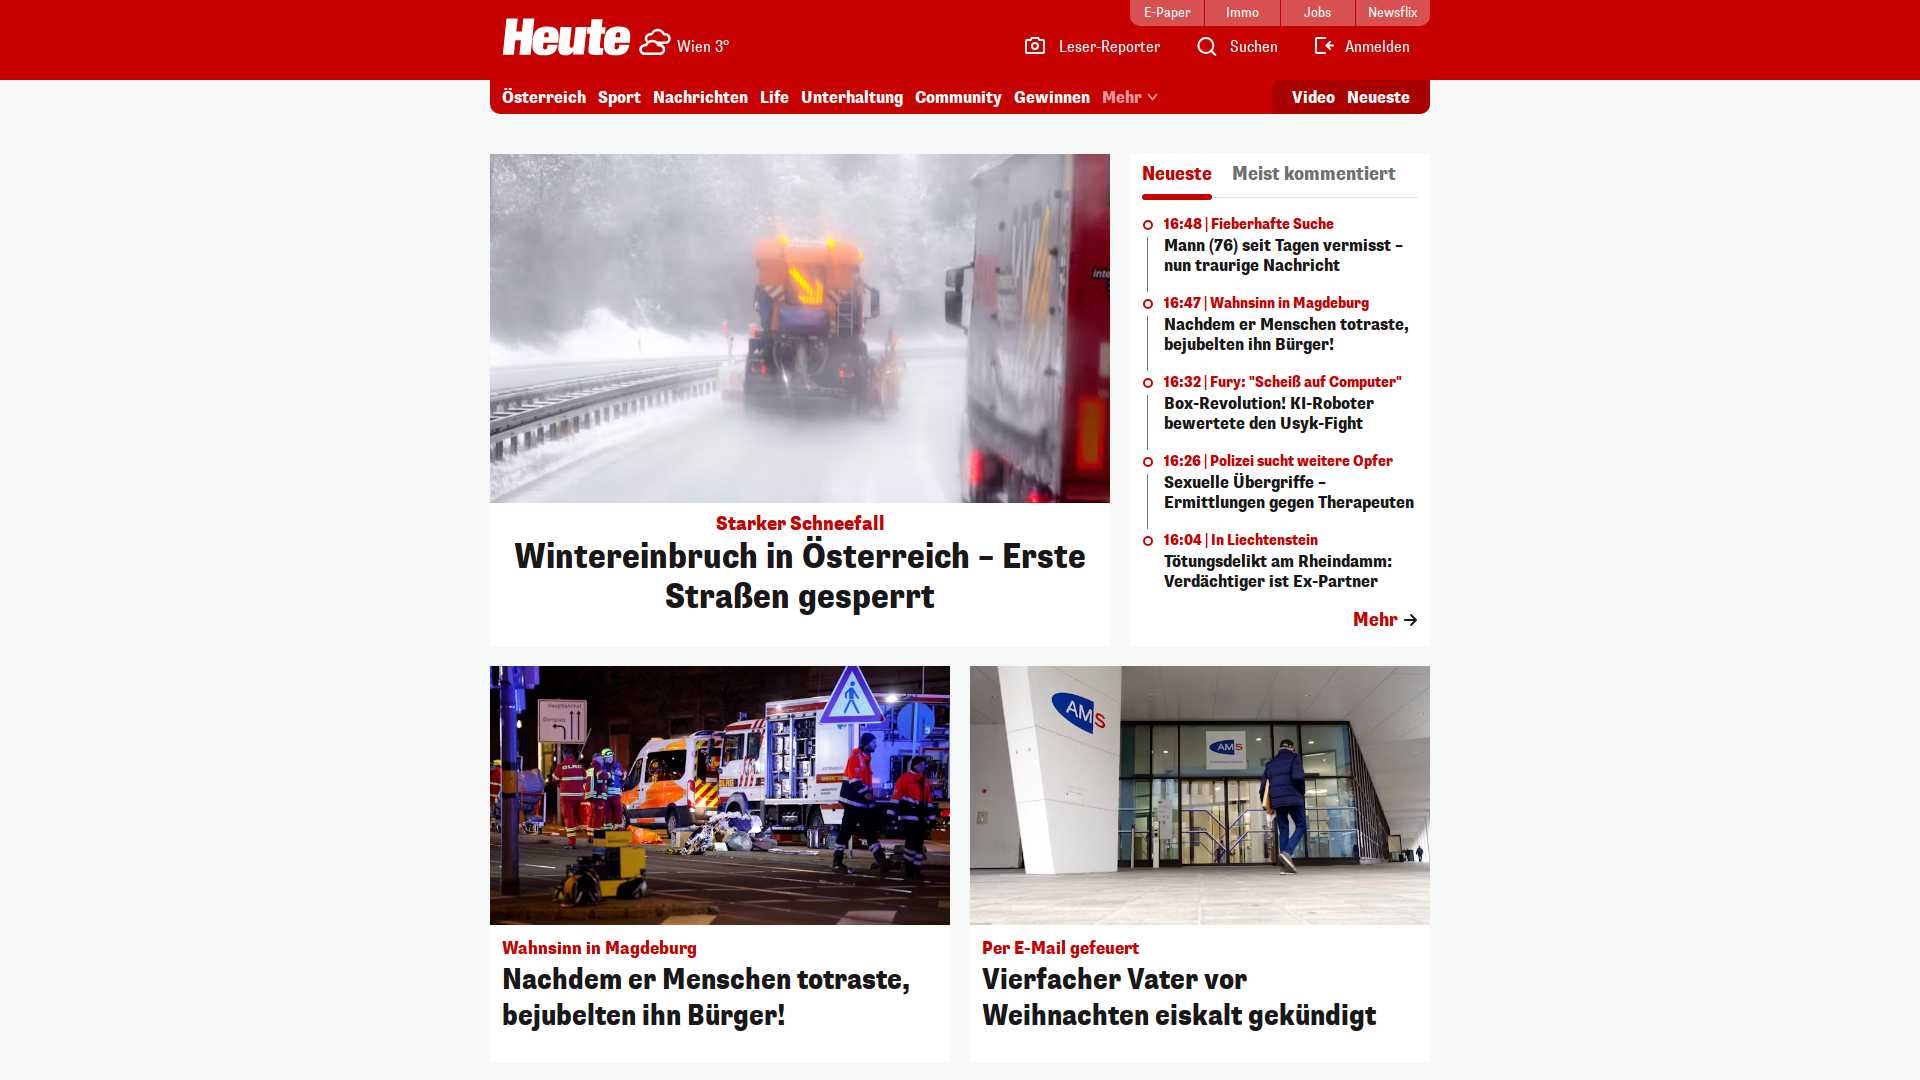 E-Paper
Immo
Jobs
Newsflix
Heute
Wien 3°
Leser-Reporter
Suchen
Anmelden
Österreich
Sport
Nachrichten
Life
Unterhaltung
Community
Gewinnen
Mehr
Video
Neueste
Starker Schneefall
Wintereinbruch in Österreich – Erste
Straßen gesperrt
Neueste
Meist kommentiert
16:48 | Fieberhafte Suche
Mann (76) seit Tagen vermisst –
nun traurige Nachricht
16:47 | Wahnsinn in Magdeburg
Nachdem er Menschen totraste,
bejubelten ihn Bürger!
16:32 | Fury: "Scheiß auf Computer"
Box-Revolution! KI-Roboter
bewertete den Usyk-Fight
16:26 | Polizei sucht weitere Opfer
Sexuelle Übergriffe –
Ermittlungen gegen Therapeuten
16:04 | In Liechtenstein
Tötungsdelikt am Rheindamm:
Verdächtiger ist Ex-Partner
Mehr
Hauptbahnhof
Domplatz
DLRG
Wahnsinn in Magdeburg
Nachdem er Menschen totraste,
bejubelten ihn Bürger!
AMS
AMS
Per E-Mail gefeuert
Vierfacher Vater vor
Weihnachten eiskalt gekündigt